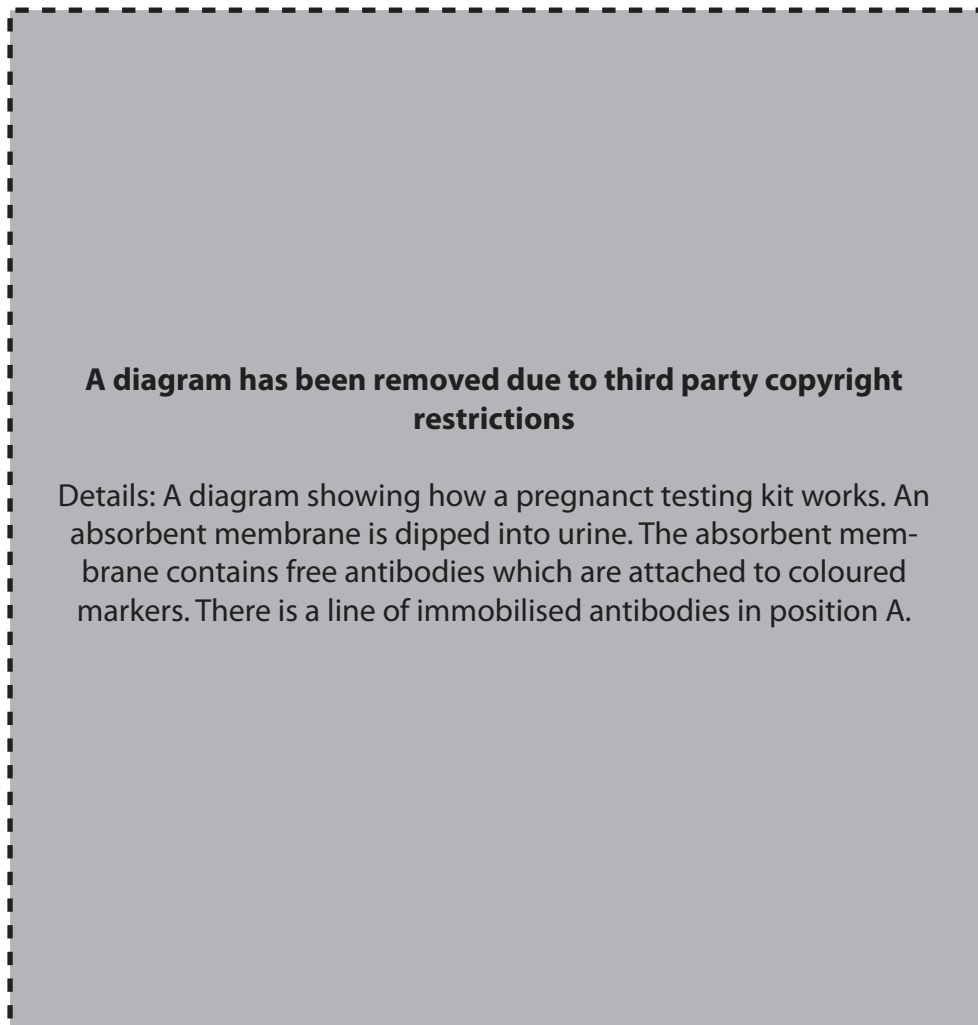 A diagram has been removed due to third party copyright
restrictions
Details: A diagram showing how a pregnanct testing kit works. An
absorbent membrane is dipped into urine. The absorbent mem-
brane contains free antibodies which are attached to coloured
markers. There is a line of immobilised antibodies in position A.